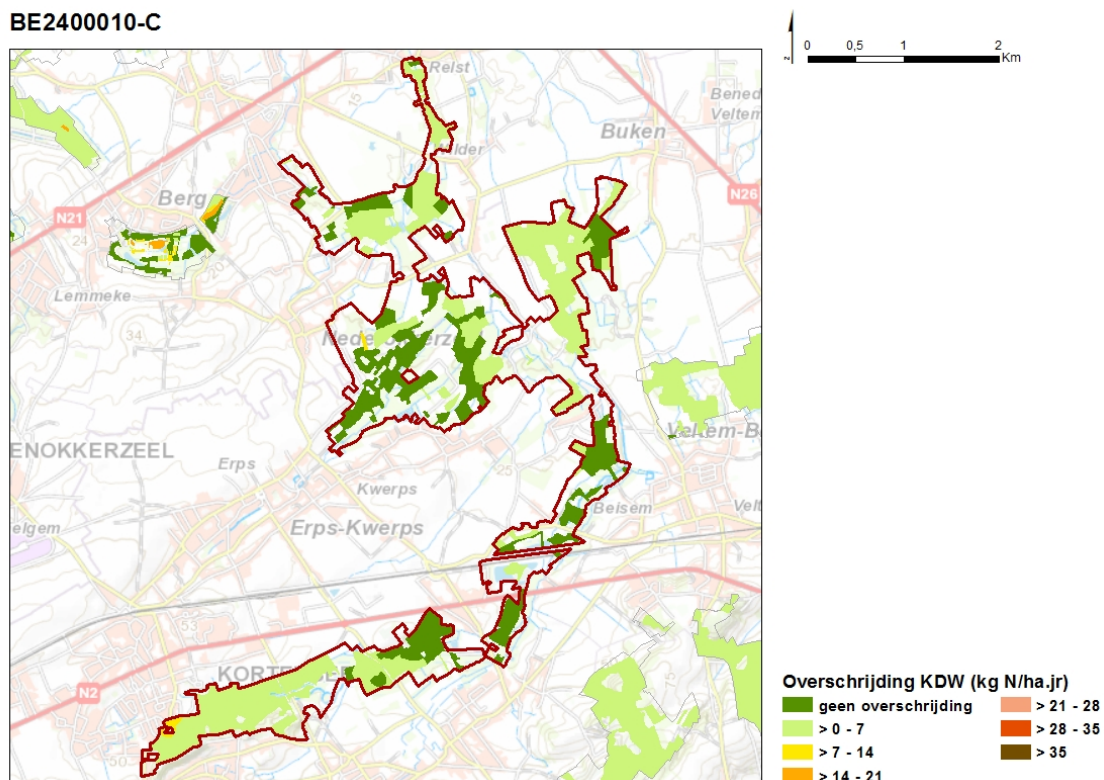 BE2400010-C
0 0,5 1 2
Km
N
Relst
15
Bened
Veltem
Buken
Wilder
Berg
N21
N26
24
20
Lemmeke
34
ENOKKERZEEL
Veltem-B
Erps
25
Kwerps
elgem
Erps-Kwerps
Beisem
Velt
53
N2
50
Overschrijding KDW (kg N/ha.jr)
geen overschrijding
> 0 - 7
> 7 - 14
> 14 - 21
> 21 - 28
> 28 - 35
> 35